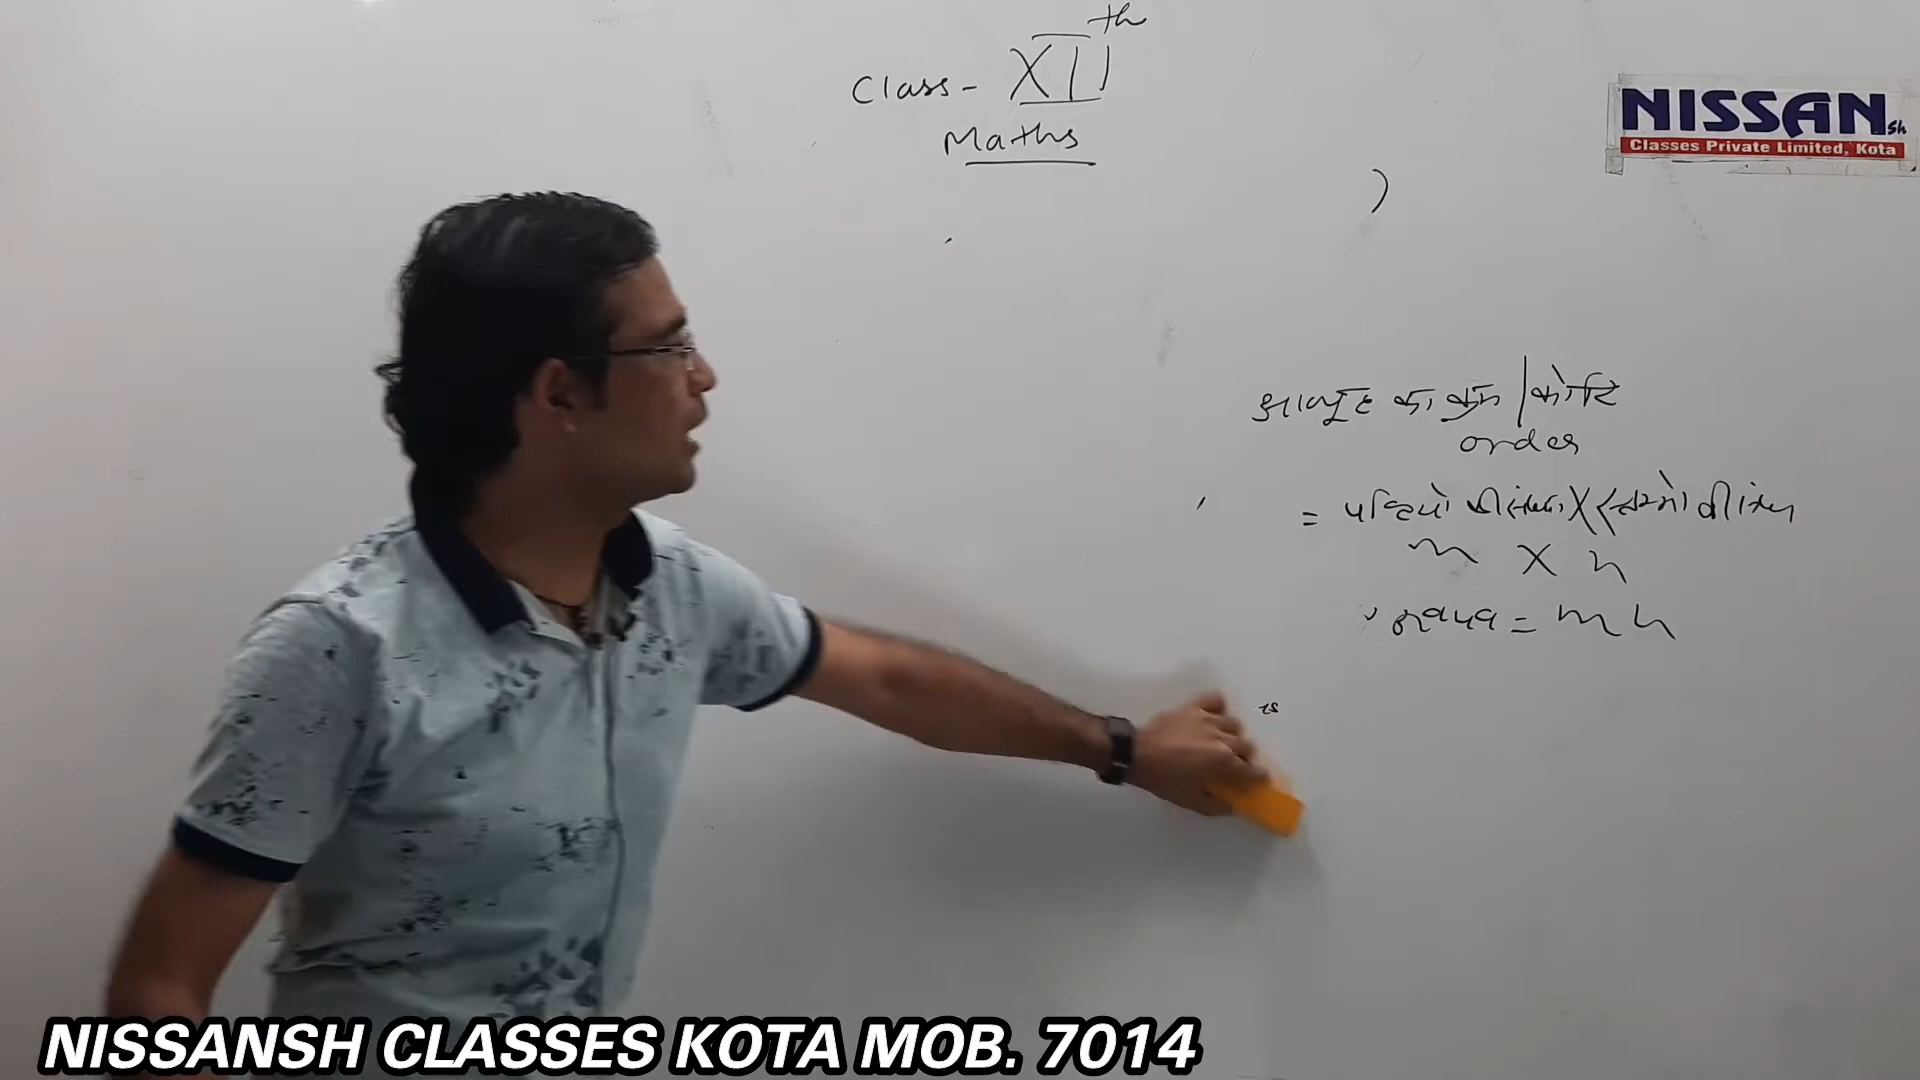 Class - XIIth
Maths
NISSANsh
Classes Private Limited, Kota
)
आव्यूह का क्रम | कोटि
order
= पंक्तियों की संख्या X स्तम्भों की संख्या
m X n
अवयव = mn
NISSANSH CLASSES KOTA MOB. 7014